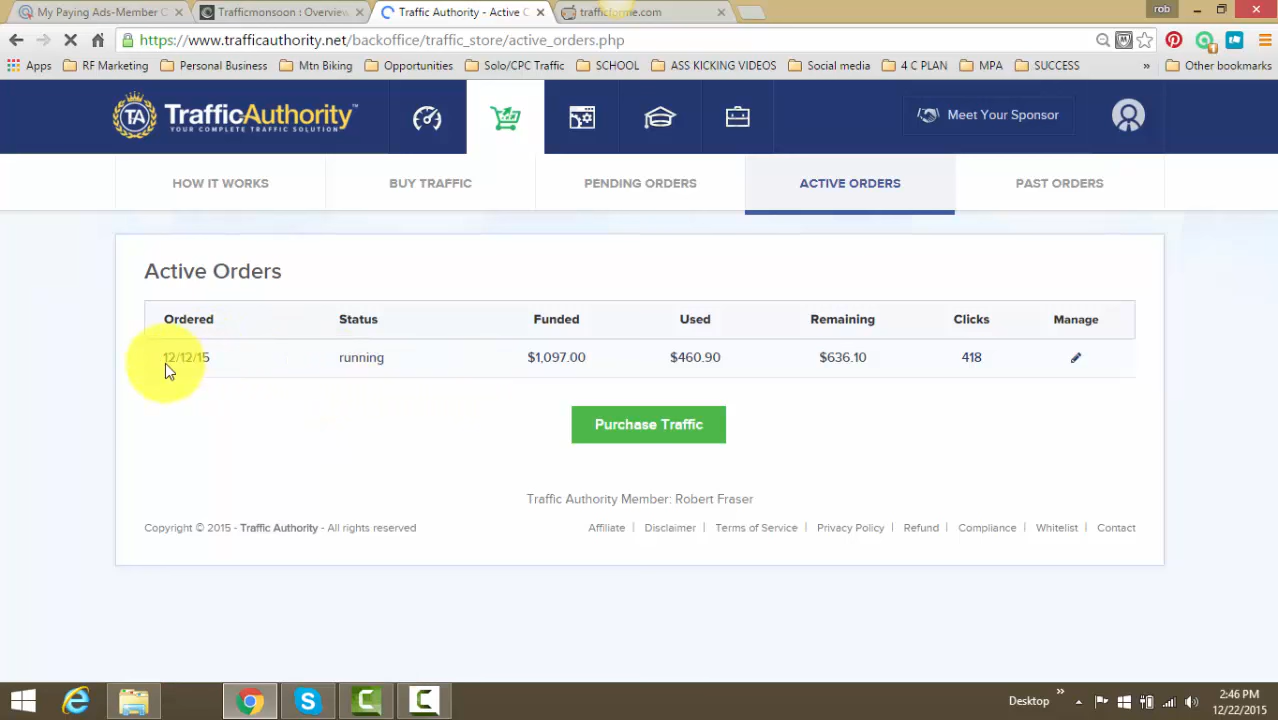 My Paying Ads-Member C
Trafficmonsoon : Overview
Traffic Authority - Active C
trafficforme.com
rob
https://www.trafficauthority.net/backoffice/traffic_store/active_orders.php
Apps RF Marketing Personal Business Mtn Biking Opportunities Solo/CPC Traffic SCHOOL ASS KICKING VIDEOS Social media 4 C PLAN MPA SUCCESS » Other bookmarks
TA TrafficAuthority™
YOUR COMPLETE TRAFFIC SOLUTION
Meet Your Sponsor
HOW IT WORKS BUY TRAFFIC PENDING ORDERS ACTIVE ORDERS PAST ORDERS
Active Orders
Ordered Status Funded Used Remaining Clicks Manage
12/12/15 running $1,097.00 $460.90 $636.10 418
Purchase Traffic
Traffic Authority Member: Robert Fraser
Copyright © 2015 - Traffic Authority - All rights reserved
Affiliate | Disclaimer | Terms of Service | Privacy Policy | Refund | Compliance | Whitelist | Contact
Desktop »
2:46 PM
12/22/2015